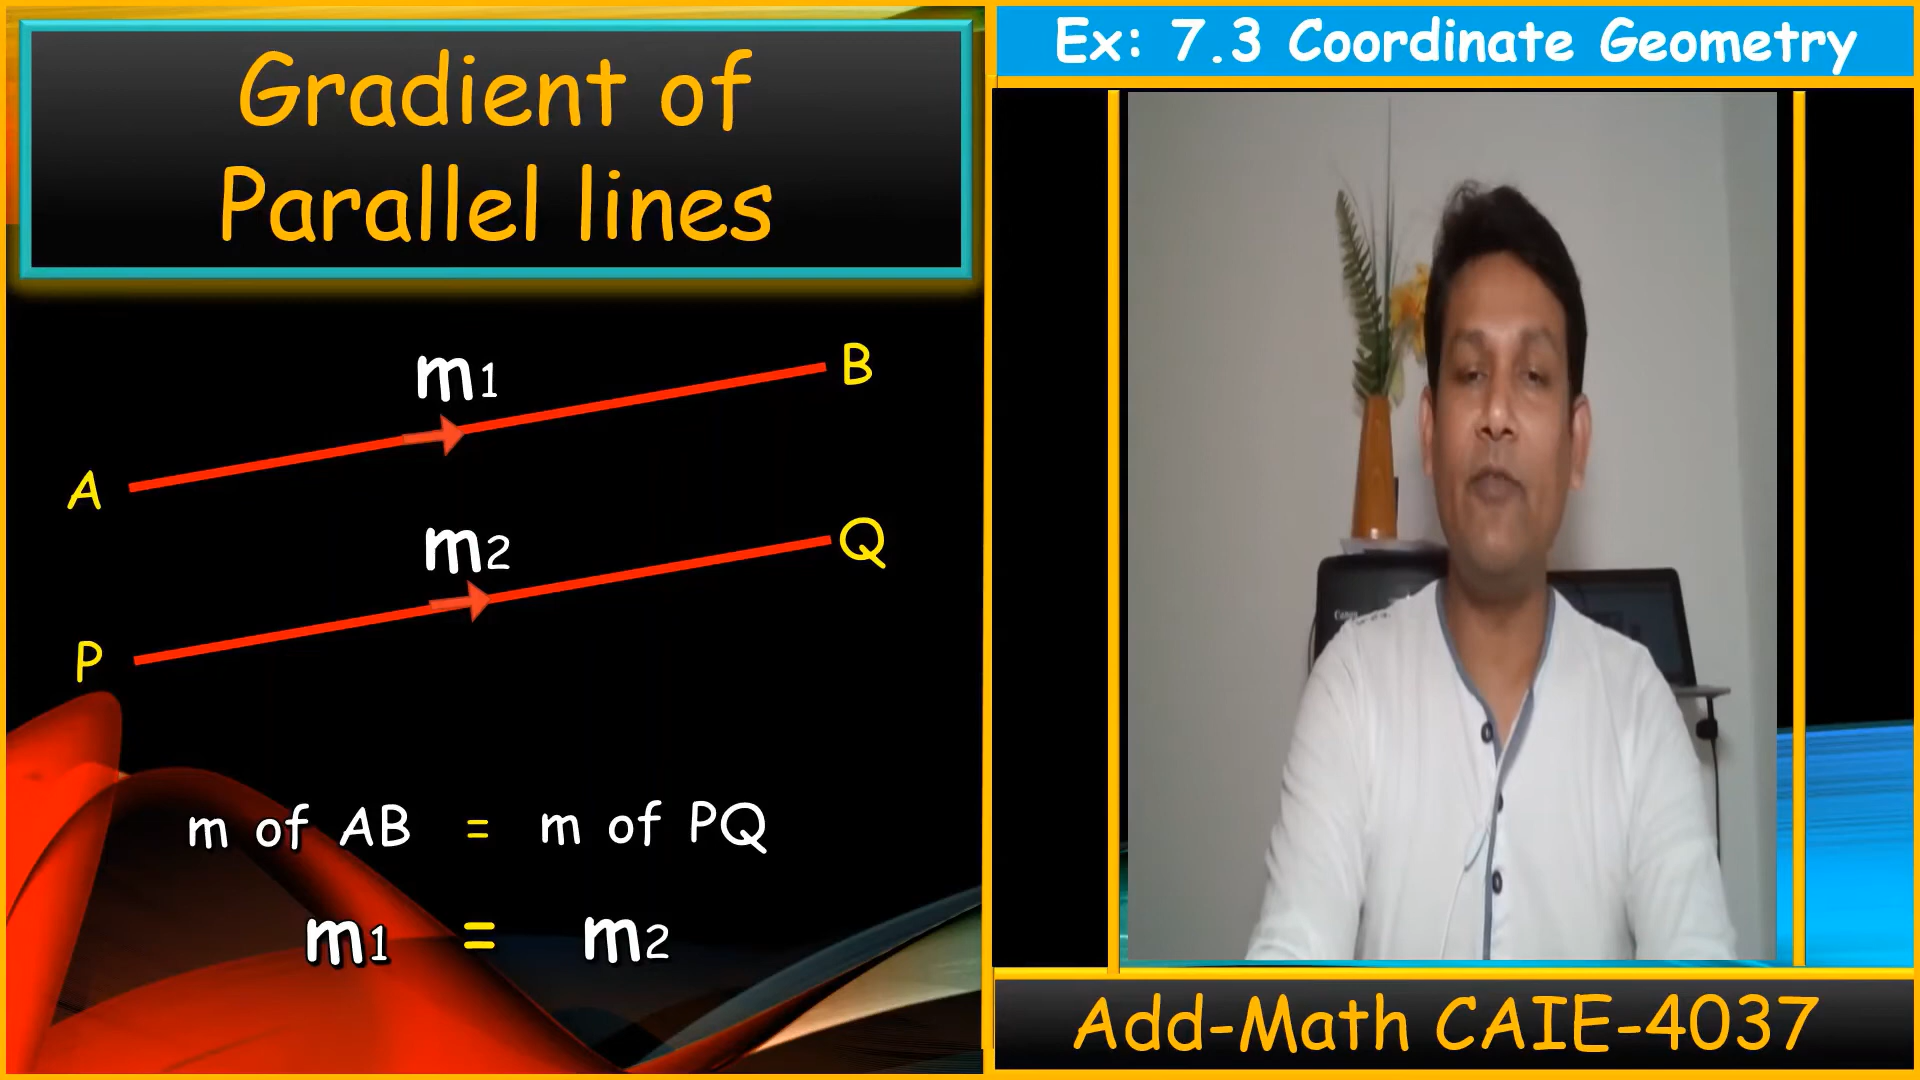 Gradient of
Parallel lines
m1
B
A
m2
Q
P
m of AB = m of PQ
m1 = m2
Ex: 7.3 Coordinate Geometry
Canon
Add-Math CAIE-4037